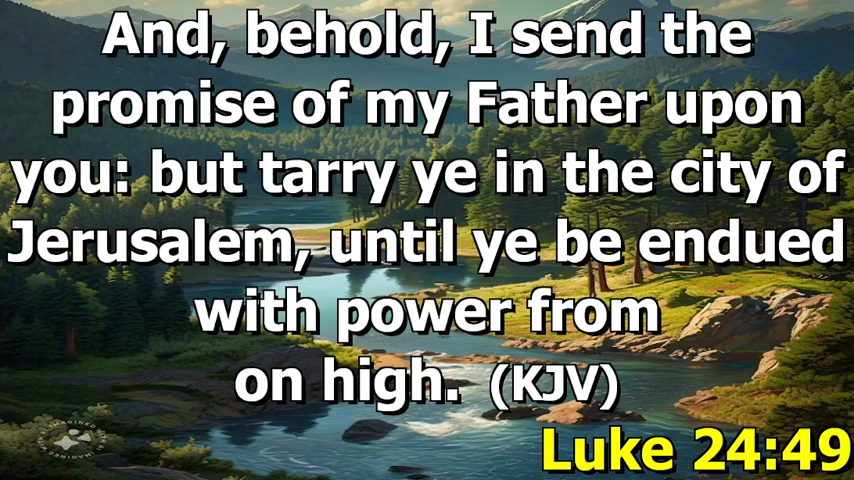 And, behold, I send the
promise of my Father upon
you: but tarry ye in the city of
Jerusalem, until ye be endued
with power from
on high. (KJV)
Luke 24:49